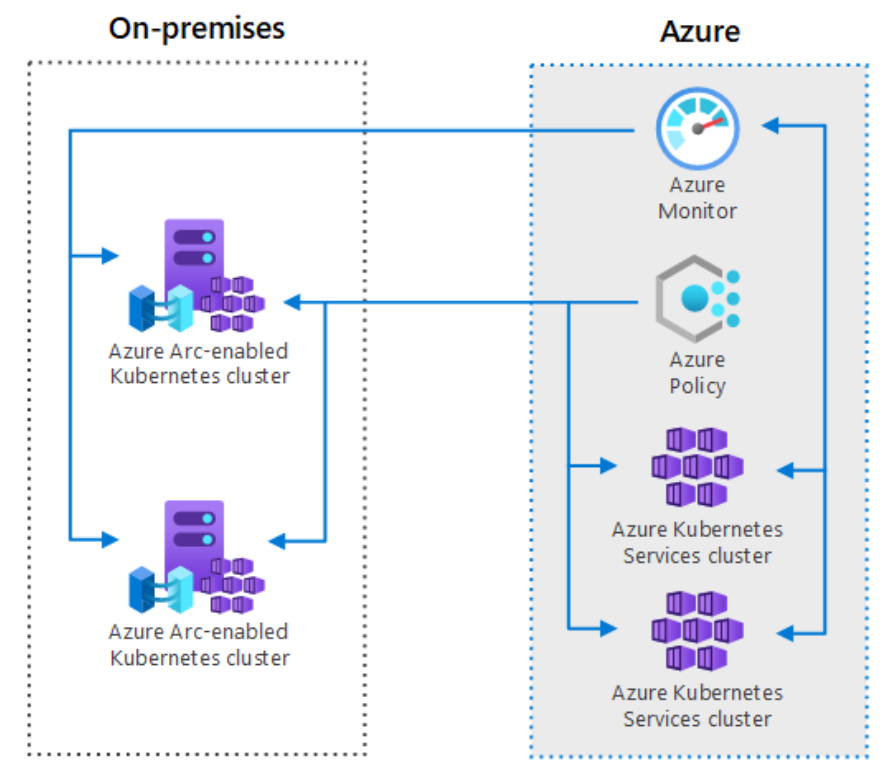 On-premises
Azure
Azure
Monitor
Azure Arc-enabled
Kubernetes cluster
Azure
Policy
Azure Kubernetes
Services cluster
Azure Arc-enabled
Kubernetes cluster
Azure Kubernetes
Services cluster